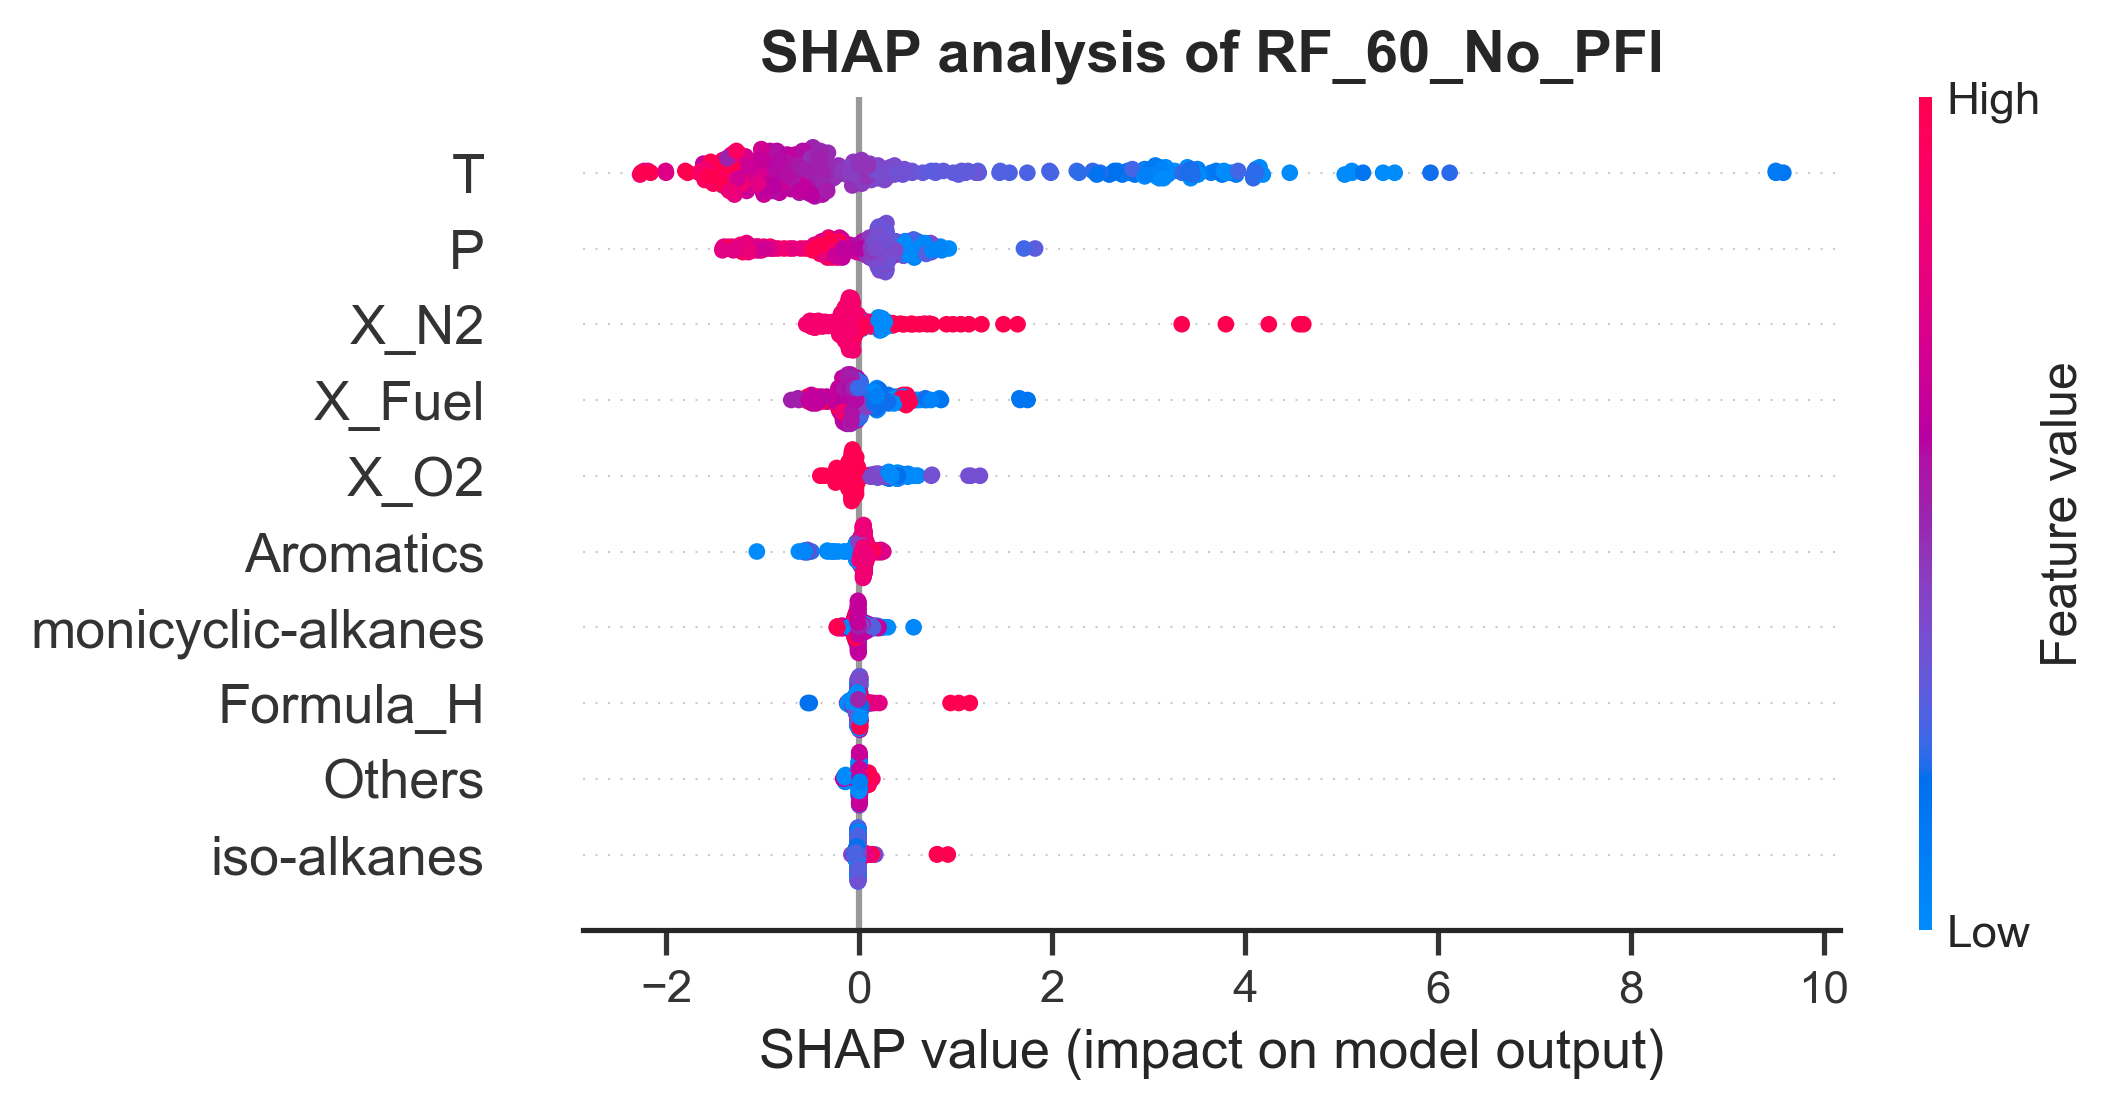 SHAP analysis of RF_60_No_PFI
High
T
P
X_N2
X_Fuel
X_O2
Aromatics
monicyclic-alkanes
Formula_H
Others
iso-alkanes
Feature value
Low
−2 0 2 4 6 8 10
SHAP value (impact on model output)